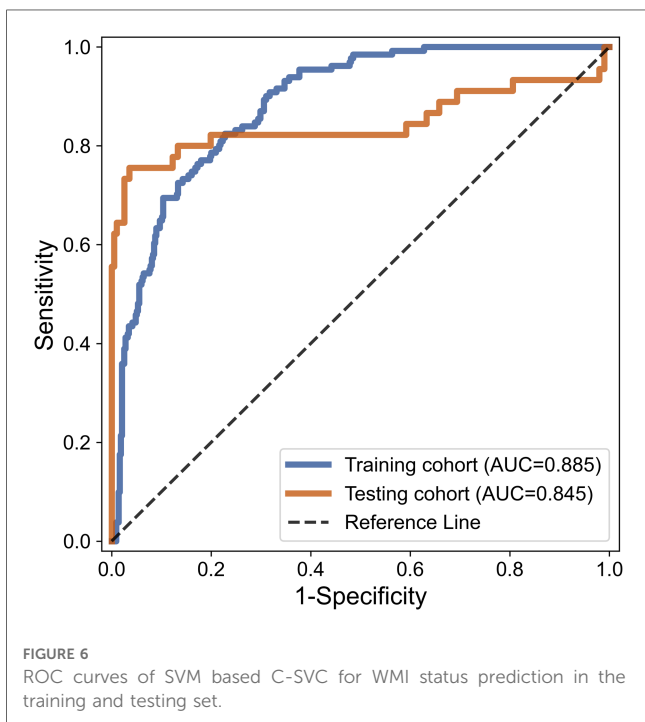 1.0
0.8
0.6
0.4
0.2
0.0
Sensitivity
Training cohort (AUC=0.885)
Testing cohort (AUC=0.845)
Reference Line
0.0 0.2 0.4 0.6 0.8 1.0
1-Specificity
FIGURE 6
ROC curves of SVM based C-SVC for WMI status prediction in the
training and testing set.